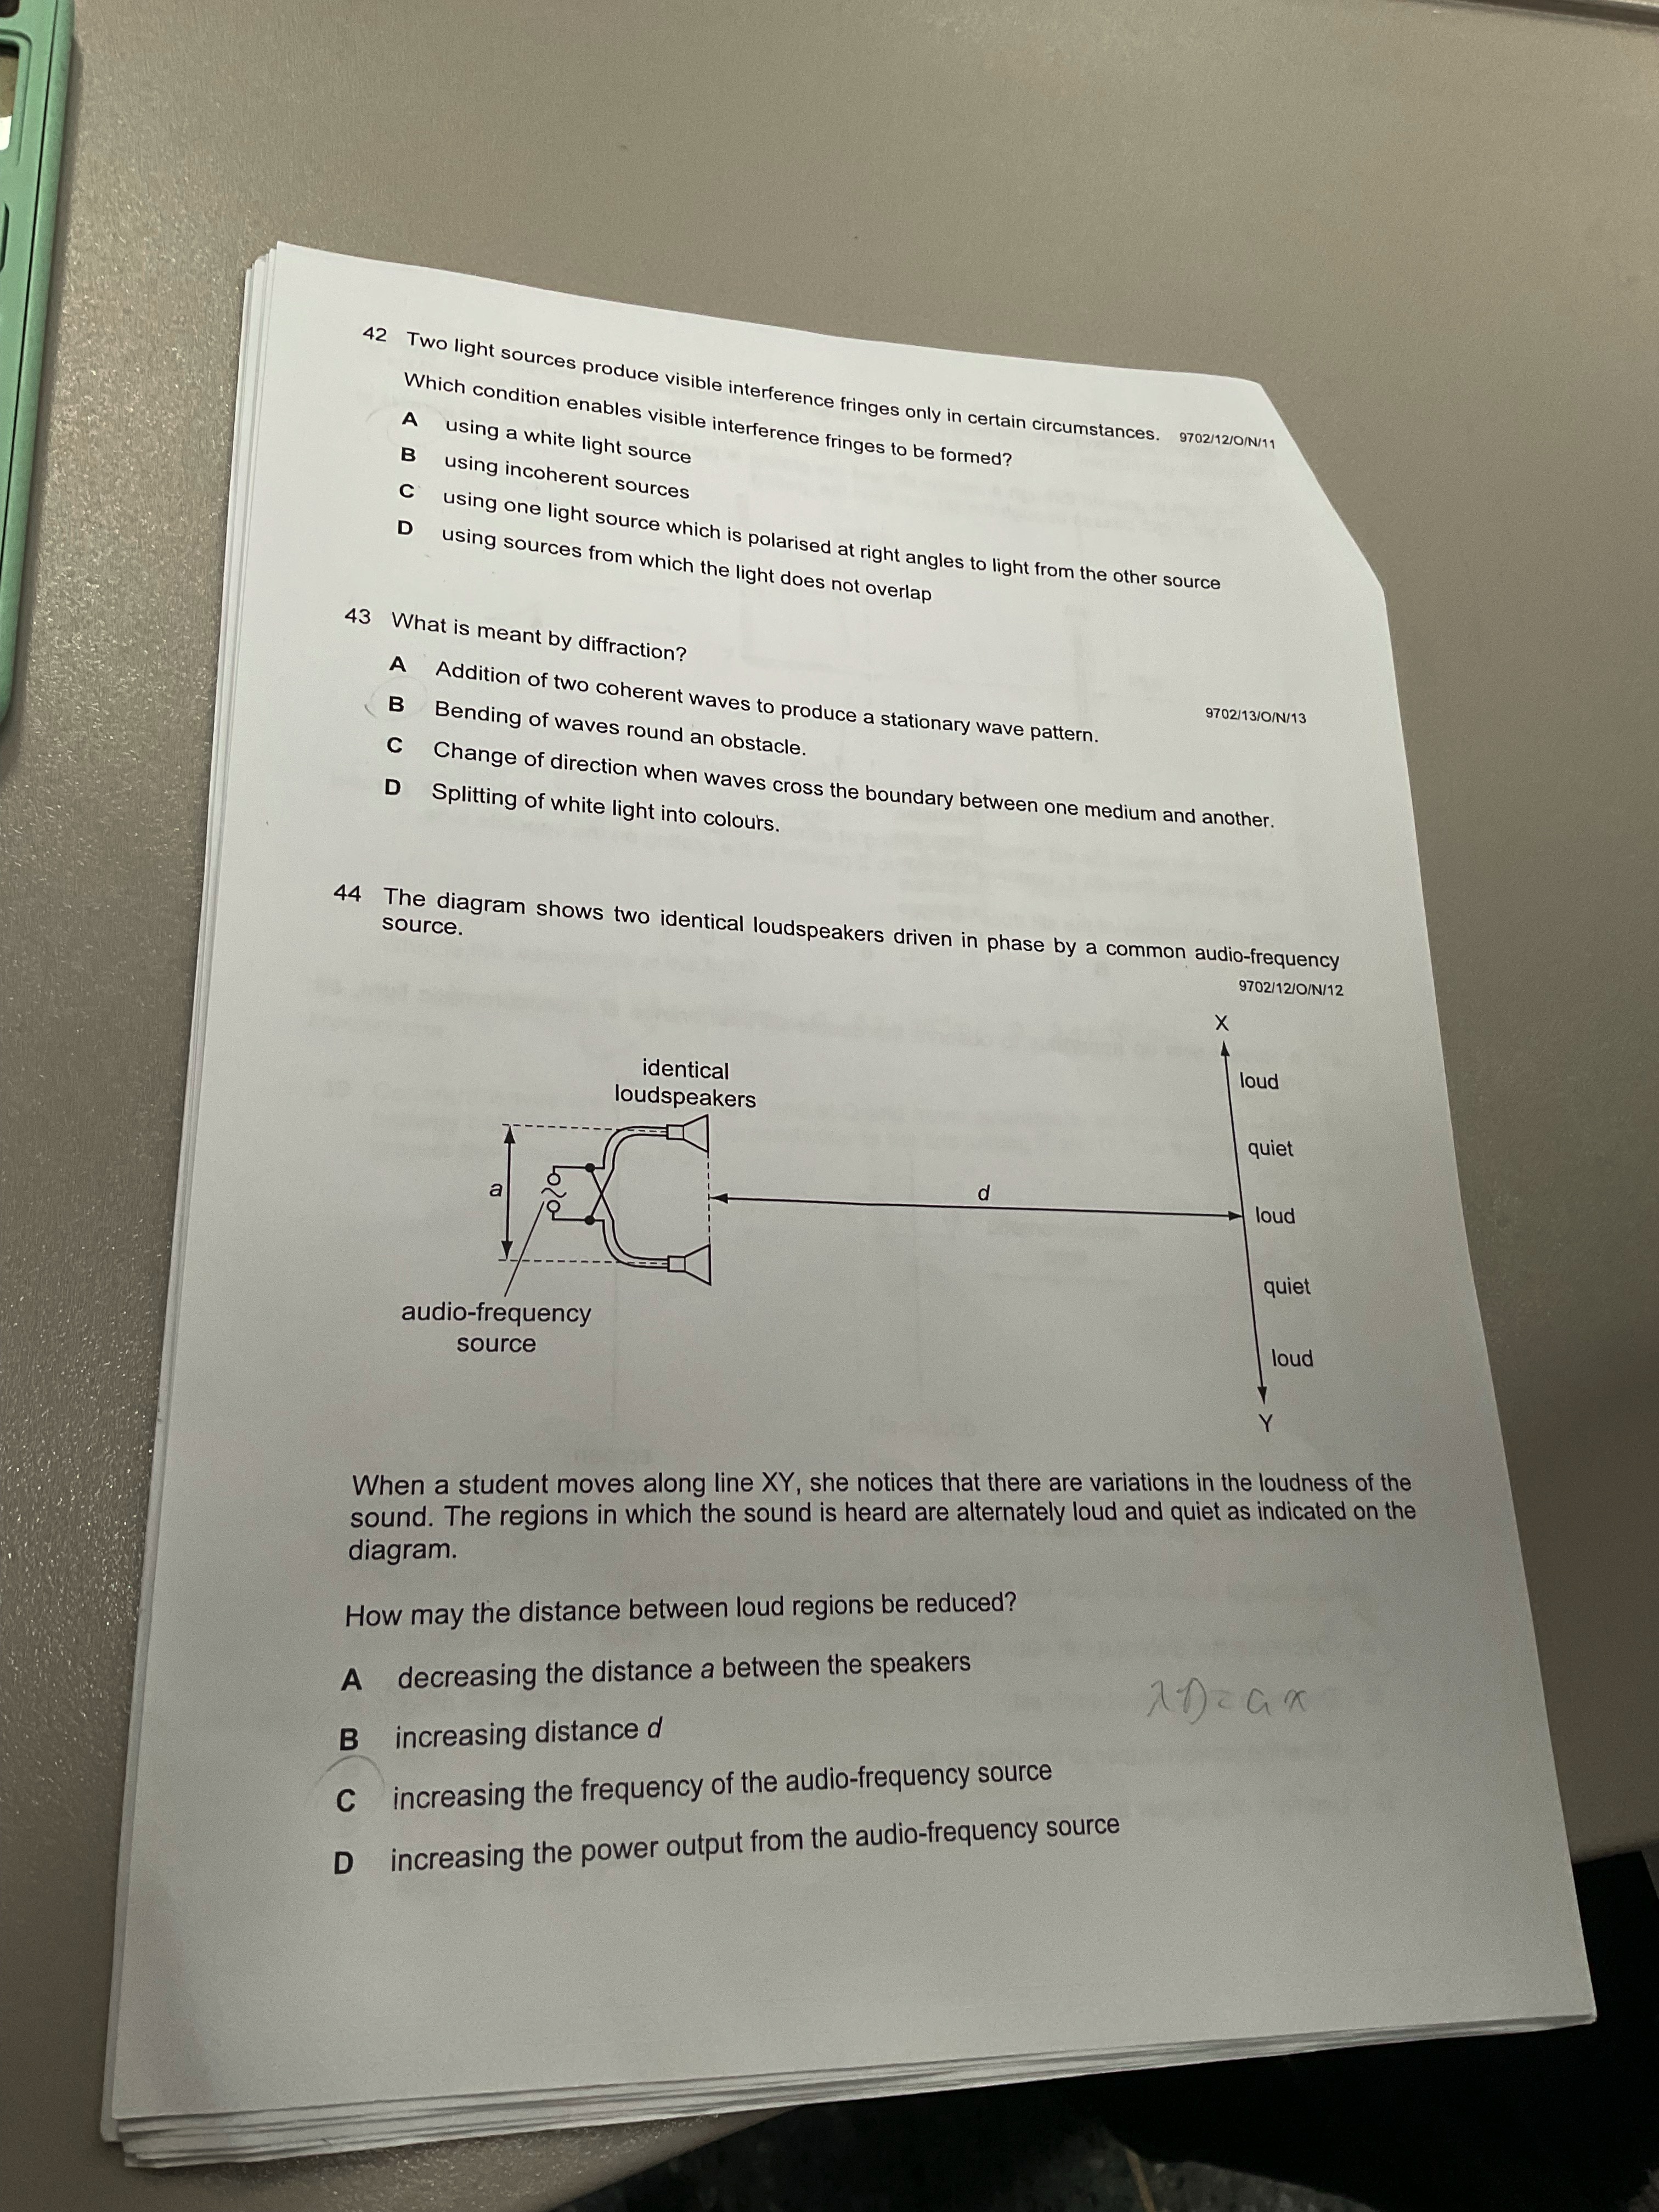 42 Two light sources produce visible interference fringes only in certain circumstances. 9702/12/O/N/11
Which condition enables visible interference fringes to be formed?
A using a white light source
B using incoherent sources
C using one light source which is polarised at right angles to light from the other source
D using sources from which the light does not overlap
43 What is meant by diffraction?
9702/13/O/N/13
A Addition of two coherent waves to produce a stationary wave pattern.
B Bending of waves round an obstacle.
C Change of direction when waves cross the boundary between one medium and another.
D Splitting of white light into colours.
44 The diagram shows two identical loudspeakers driven in phase by a common audio-frequency
source.
9702/12/O/N/12
X
identical
loudspeakers
loud
quiet
a
d
loud
quiet
audio-frequency
source
loud
Y
When a student moves along line XY, she notices that there are variations in the loudness of the
sound. The regions in which the sound is heard are alternately loud and quiet as indicated on the
diagram.
How may the distance between loud regions be reduced?
A decreasing the distance a between the speakers
λD = ax
B increasing distance d
C increasing the frequency of the audio-frequency source
D increasing the power output from the audio-frequency source